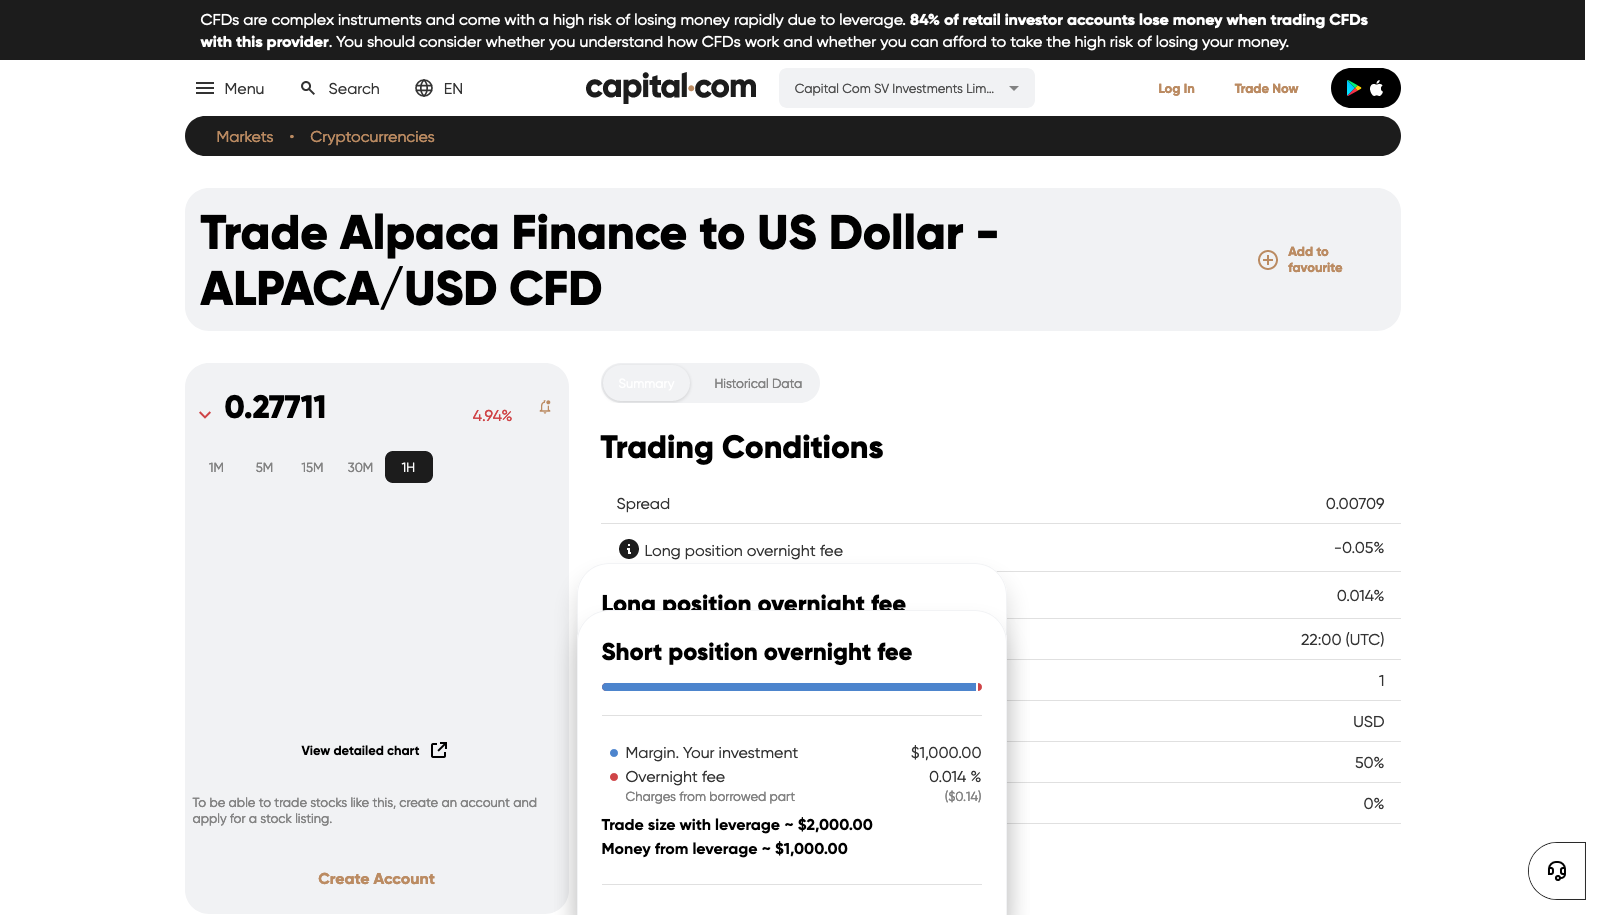 CFDs are complex instruments and come with a high risk of losing money rapidly due to leverage. 84% of retail investor accounts lose money when trading CFDs
with this provider. You should consider whether you understand how CFDs work and whether you can afford to take the high risk of losing your money.
Menu Search EN capital.com Capital Com SV Investments Lim... Log In Trade Now
Markets • Cryptocurrencies
Trade Alpaca Finance to US Dollar -
ALPACA/USD CFD
Add to
favourite
0.27711 4.94%
1M 5M 15M 30M 1H
View detailed chart
To be able to trade stocks like this, create an account and
apply for a stock listing.
Create Account
Summary Historical Data
Trading Conditions
Spread 0.00709
Long position overnight fee -0.05%
0.014%
22:00 (UTC)
1
USD
50%
0%
Long position overnight fee
Short position overnight fee
Margin. Your investment $1,000.00
Overnight fee 0.014 %
Charges from borrowed part ($0.14)
Trade size with leverage ~ $2,000.00
Money from leverage ~ $1,000.00